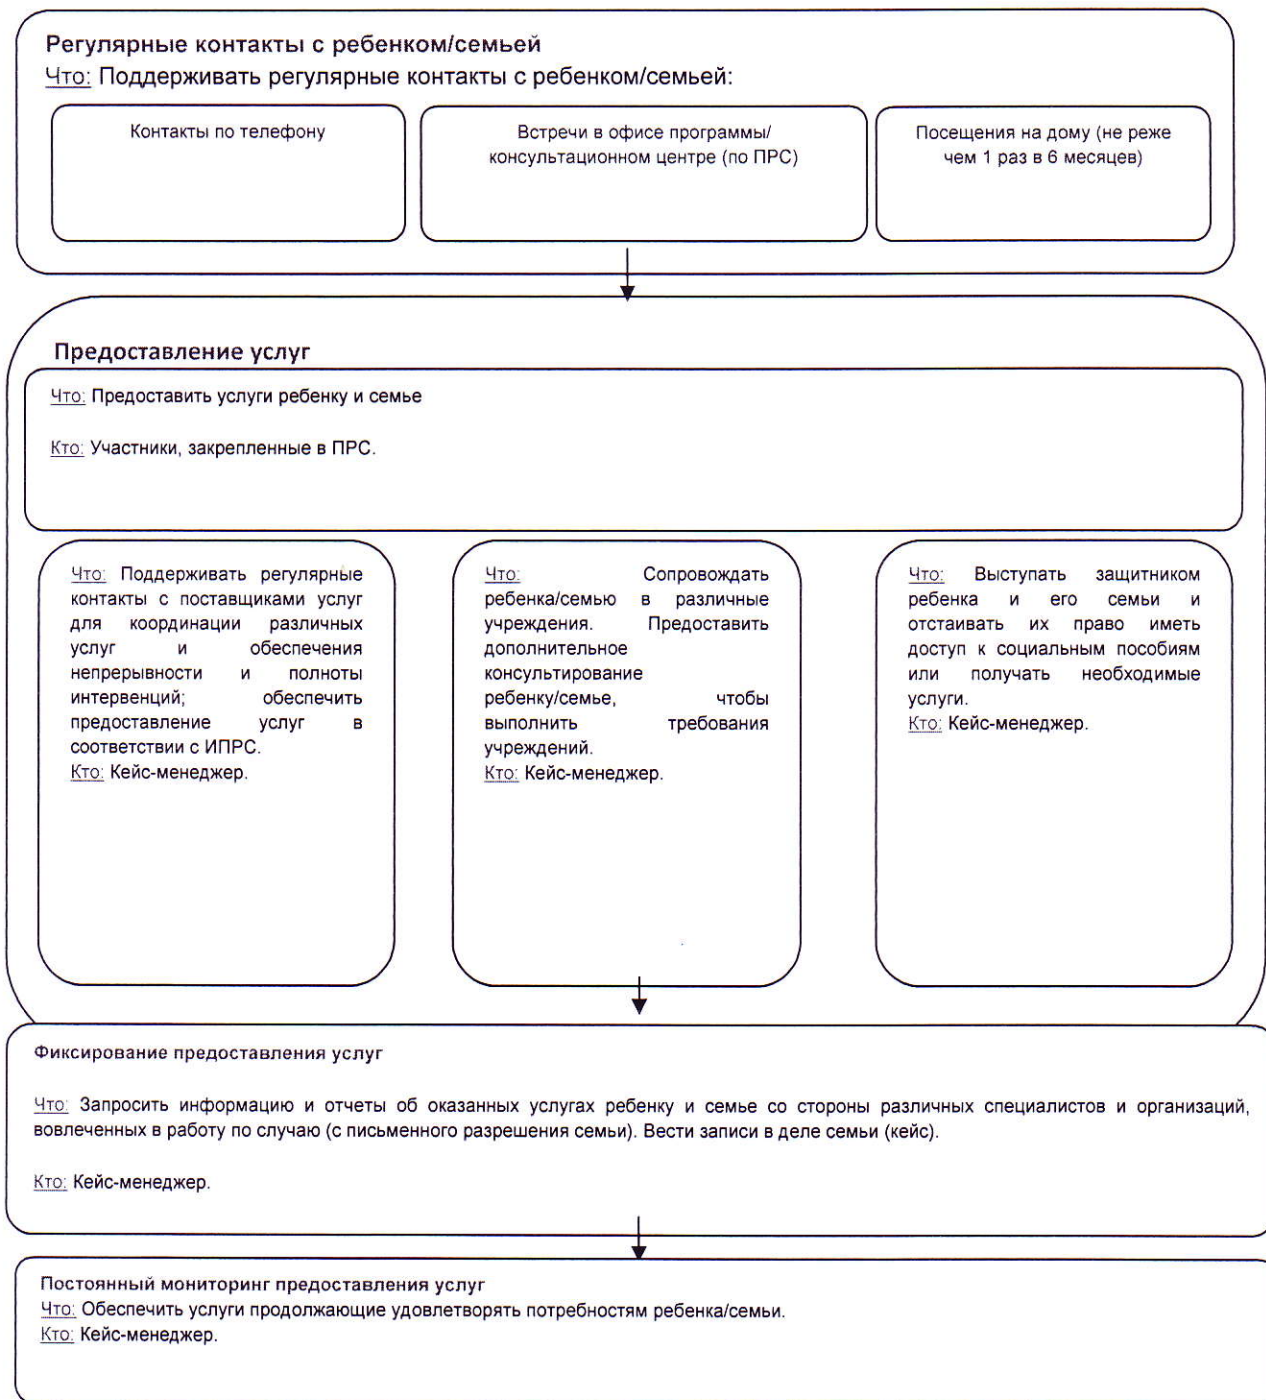 Регулярные контакты с ребенком/семьей
Что: Поддерживать регулярные контакты с ребенком/семьей:
Контакты по телефону
Встречи в офисе программы/
консультационном центре (по ПРС)
Посещения на дому (не реже
чем 1 раз в 6 месяцев)
Предоставление услуг
Что: Предоставить услуги ребенку и семье
Кто: Участники, закрепленные в ПРС.
Что: Поддерживать регулярные
контакты с поставщиками услуг
для координации различных
услуг и обеспечения
непрерывности и полноты
интервенций; обеспечить
предоставление услуг в
соответствии с ИПРС.
Кто: Кейс-менеджер.
Что: Сопровождать
ребенка/семью в различные
учреждения. Предоставить
дополнительное
консультирование
ребенку/семье, чтобы
выполнить требования
учреждений.
Кто: Кейс-менеджер.
Что: Выступать защитником
ребенка и его семьи и
отстаивать их право иметь
доступ к социальным пособиям
или получать необходимые
услуги.
Кто: Кейс-менеджер.
Фиксирование предоставления услуг
Что: Запросить информацию и отчеты об оказанных услугах ребенку и семье со стороны различных специалистов и организаций,
вовлеченных в работу по случаю (с письменного разрешения семьи). Вести записи в деле семьи (кейс).
Кто: Кейс-менеджер.
Постоянный мониторинг предоставления услуг
Что: Обеспечить услуги продолжающие удовлетворять потребностям ребенка/семьи.
Кто: Кейс-менеджер.